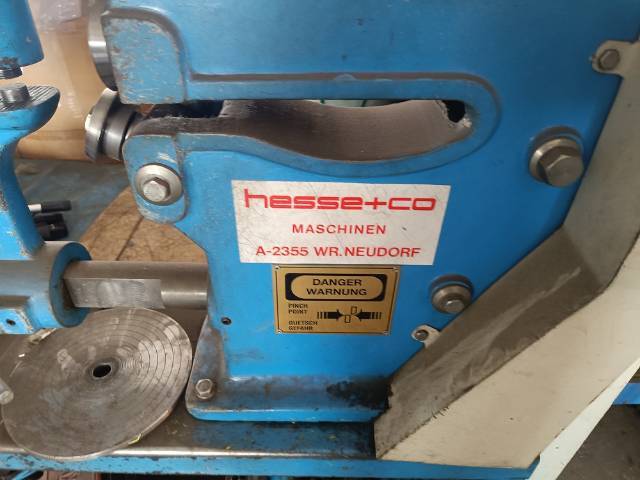 hesse+co
MASCHINEN
A-2355 WR.NEUDORF
DANGER
WARNUNG
PINCH
POINT
QUETSCH
GEFAHR